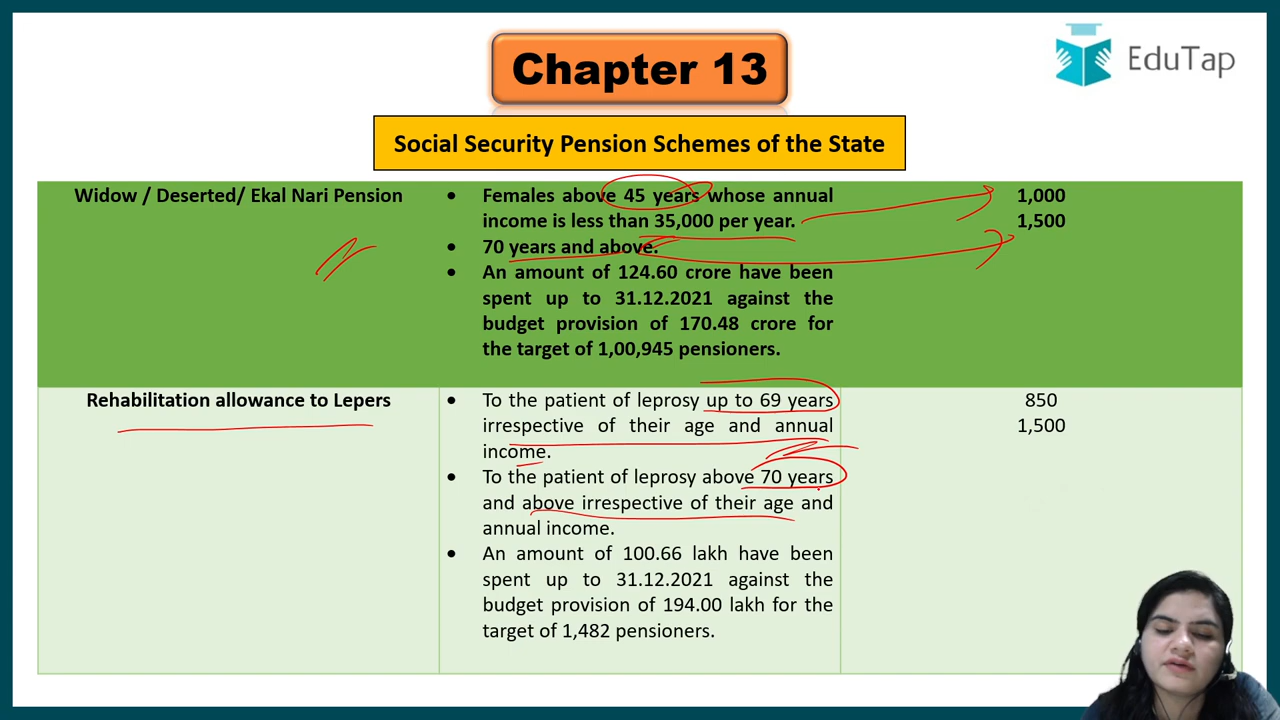 Chapter 13
EduTap
Social Security Pension Schemes of the State
Widow / Deserted/ Ekal Nari Pension
• Females above 45 years whose annual
income is less than 35,000 per year.
• 70 years and above.
• An amount of 124.60 crore have been
spent up to 31.12.2021 against the
budget provision of 170.48 crore for
the target of 1,00,945 pensioners.
1,000
1,500
Rehabilitation allowance to Lepers
• To the patient of leprosy up to 69 years
irrespective of their age and annual
income.
• To the patient of leprosy above 70 years
and above irrespective of their age and
annual income.
• An amount of 100.66 lakh have been
spent up to 31.12.2021 against the
budget provision of 194.00 lakh for the
target of 1,482 pensioners.
850
1,500